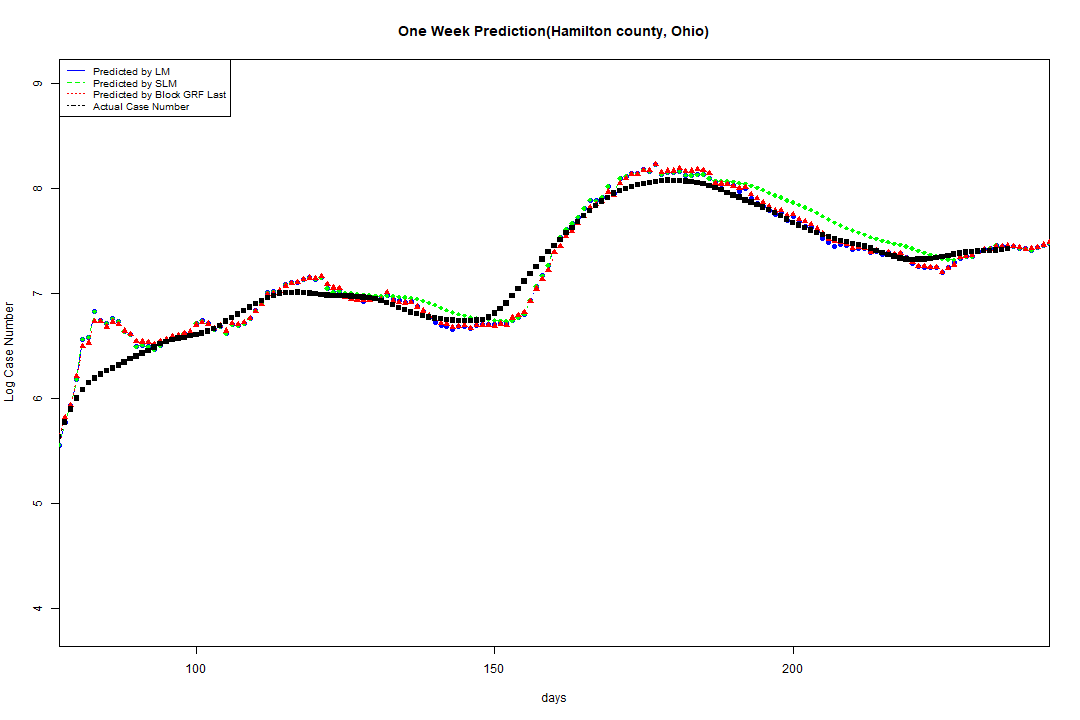 One Week Prediction(Hamilton county, Ohio)
Predicted by LM
Predicted by SLM
Predicted by Block GRF Last
Actual Case Number
9
8
7
6
5
4
Log Case Number
100 150 200
days